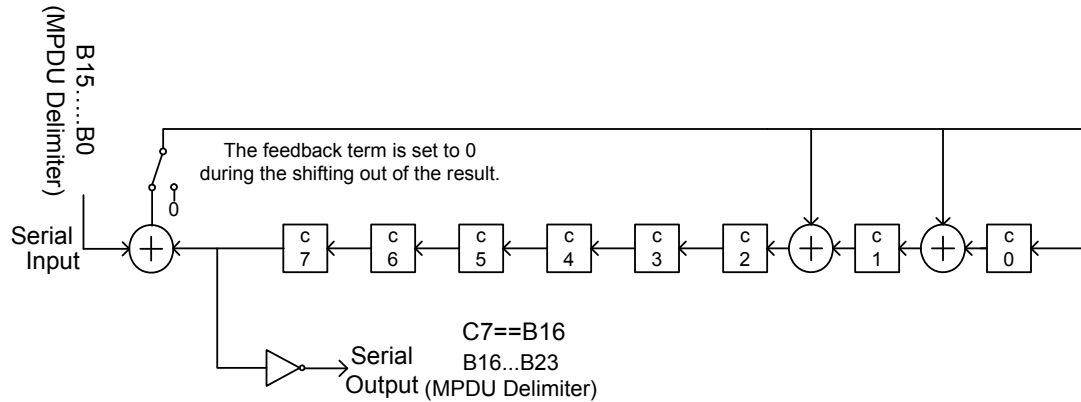 B15.....B0
(MPDU Delimiter)
The feedback term is set to 0
during the shifting out of the result.
0
Serial
Input
c
7
c
6
c
5
c
4
c
3
c
2
c
1
c
0
C7==B16
Serial
Output
B16...B23
(MPDU Delimiter)